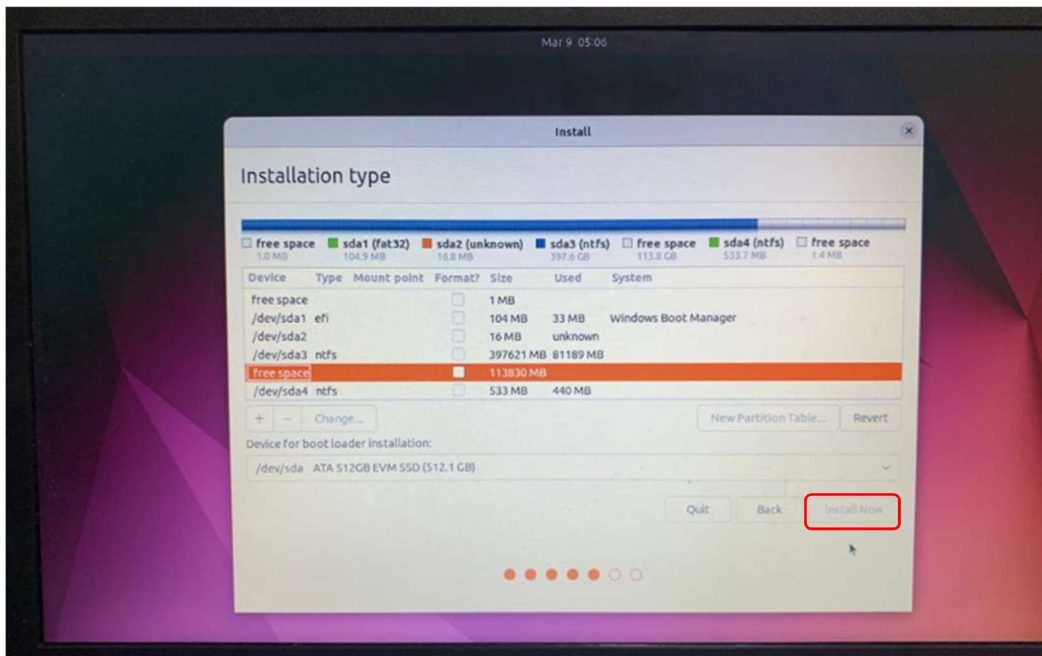 Mar 9 05:06
Install
Installation type
free space sda1 (fat32) sda2 (unknown) sda3 (ntfs) free space sda4 (ntfs) free space
1.0 MB 104.9 MB 16.8 MB 397.6 GB 113.8 GB 533.7 MB 1.4 MB
Device Type Mount point Format? Size Used System
free space 1 MB
/dev/sda1 efi 104 MB 33 MB Windows Boot Manager
/dev/sda2 16 MB unknown
/dev/sda3 ntfs 397621 MB 81189 MB
free space 113830 MB
/dev/sda4 ntfs 533 MB 440 MB
+ - Change... New Partition Table... Revert
Device for boot loader installation:
/dev/sda ATA 512GB EVM SSD (512.1 GB)
Quit Back Install Now